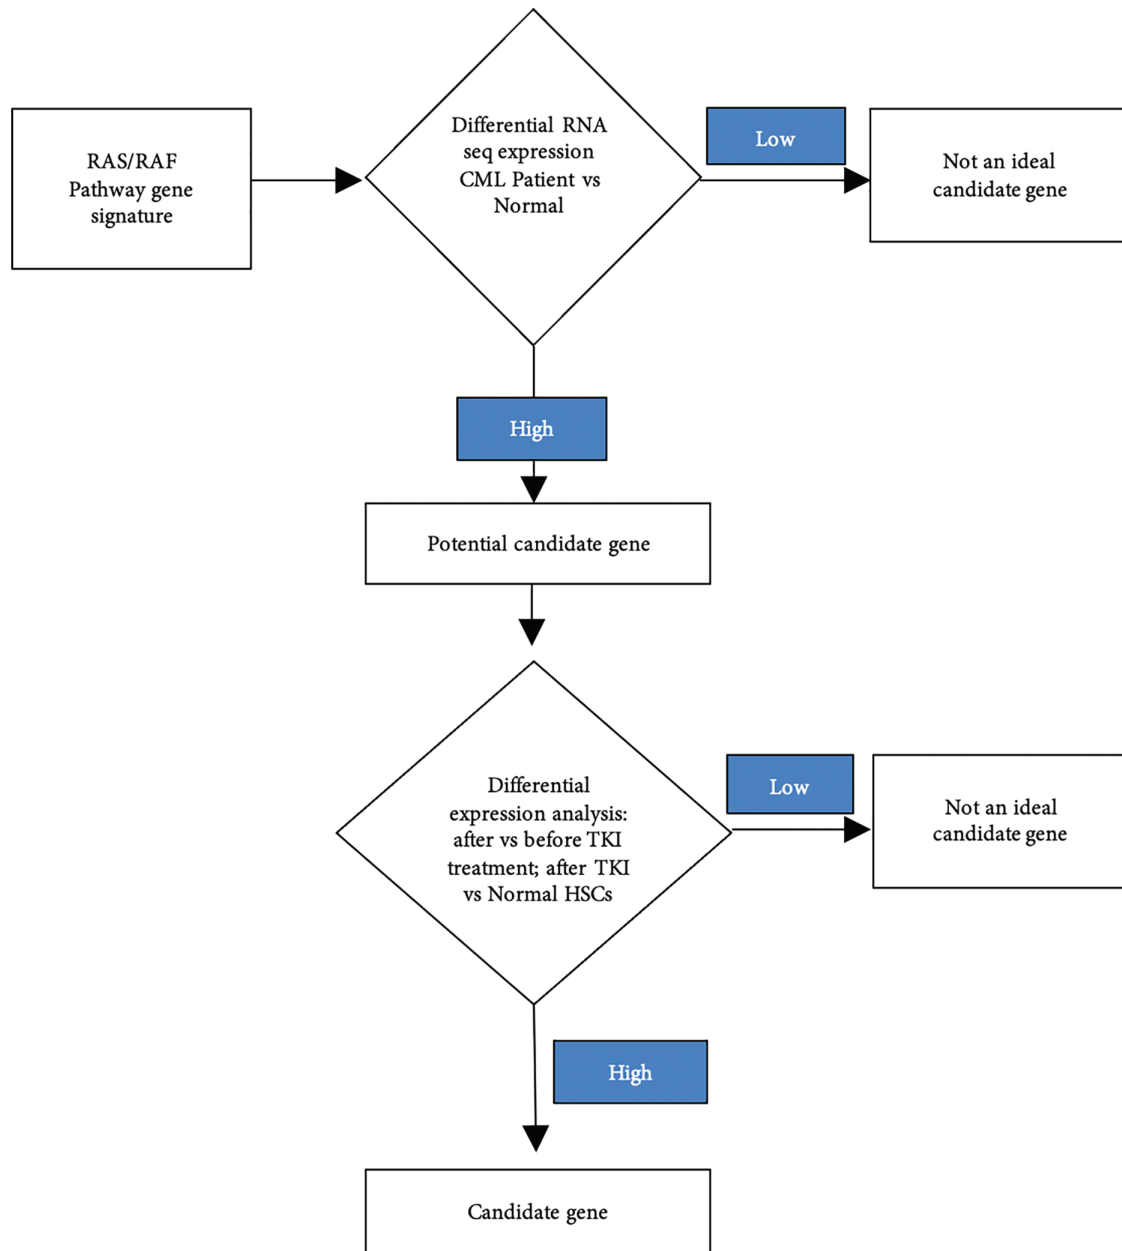 RAS/RAF
Pathway gene
signature
Differential RNA
seq expression
CML Patient vs
Normal
Low
Not an ideal
candidate gene
High
Potential candidate gene
Differential
expression analysis:
after vs before TKI
treatment; after TKI
vs Normal HSCs
Low
Not an ideal
candidate gene
High
Candidate gene